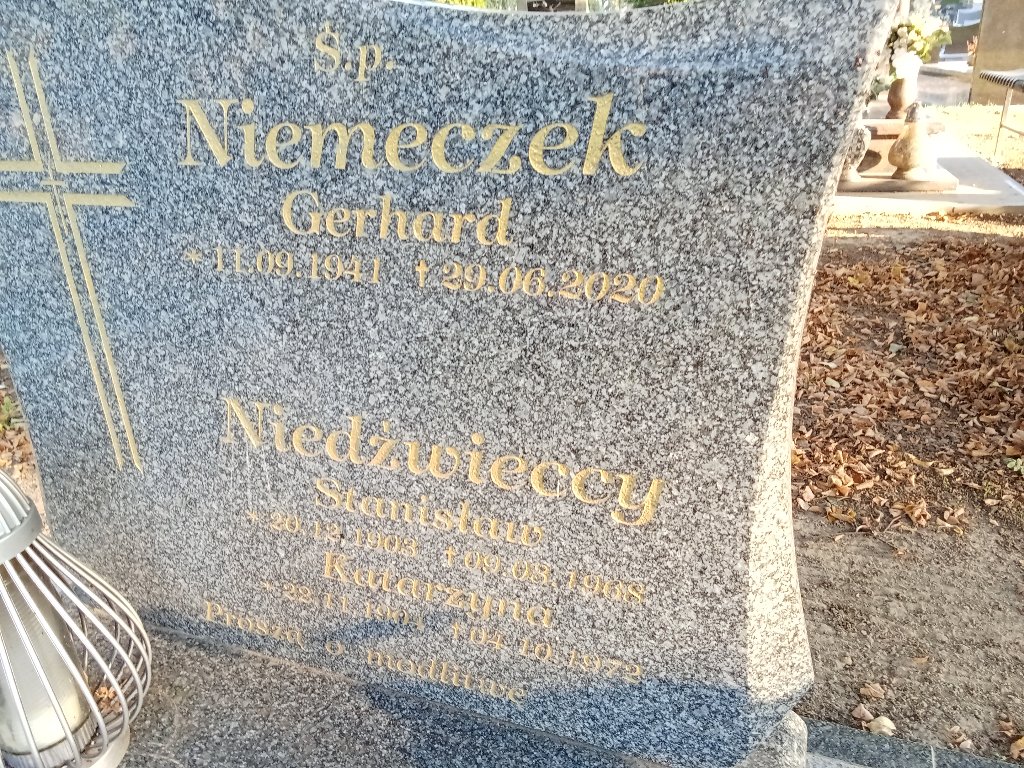 Ś.p.
Niemeczek
Gerhard
* 11.09.1941 † 29.06.2020
Niedźwieccy
Stanisław
* 20.12.1903 † 09.08.1968
Katarzyna
† 04.10.1972
Proszą o modlitwę